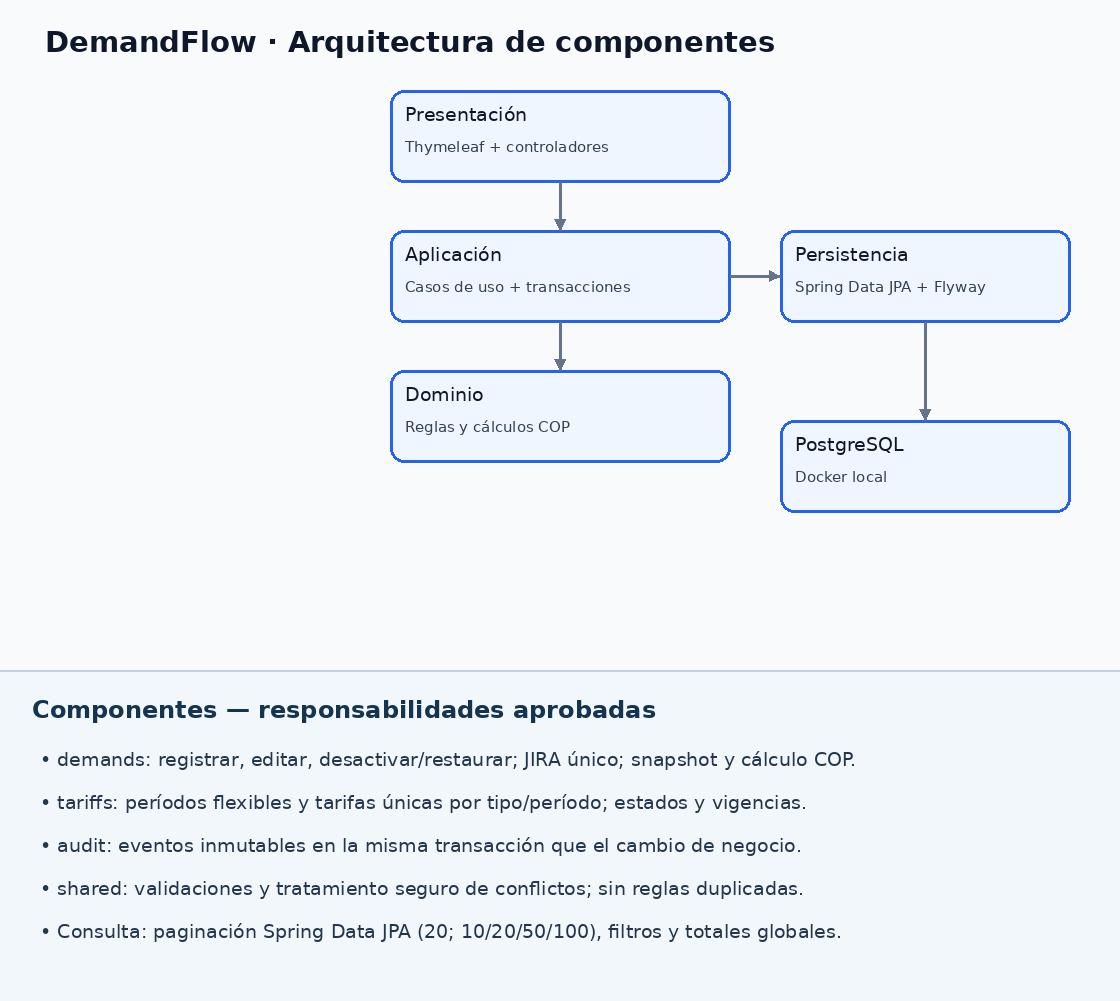 DemandFlow · Arquitectura de componentes
Presentación
Thymeleaf + controladores
Aplicación
Casos de uso + transacciones
Persistencia
Spring Data JPA + Flyway
Dominio
Reglas y cálculos COP
PostgreSQL
Docker local
Componentes — responsabilidades aprobadas
• demands: registrar, editar, desactivar/restaurar; JIRA único; snapshot y cálculo COP.
• tariffs: períodos flexibles y tarifas únicas por tipo/período; estados y vigencias.
• audit: eventos inmutables en la misma transacción que el cambio de negocio.
• shared: validaciones y tratamiento seguro de conflictos; sin reglas duplicadas.
• Consulta: paginación Spring Data JPA (20; 10/20/50/100), filtros y totales globales.